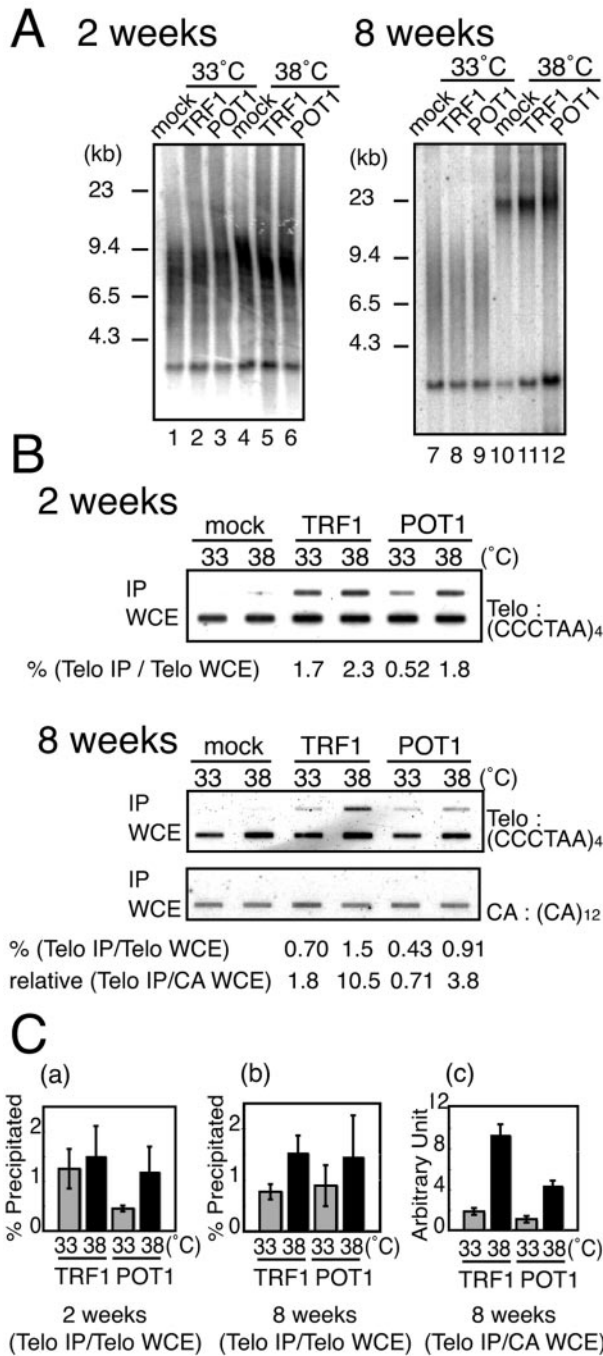 A 2 weeks 8 weeks
33˚C 38˚C 33˚C 38˚C
mock TRF1 POT1 mock TRF1 POT1 mock TRF1 POT1 mock TRF1 POT1
(kb) (kb)
23 23
9.4 9.4
6.5 6.5
4.3 4.3
1 2 3 4 5 6 7 8 9 10 11 12
B
2 weeks
mock TRF1 POT1
33 38 33 38 33 38 (˚C)
IP
WCE
Telo :
(CCCTAA)4
% (Telo IP / Telo WCE) 1.7 2.3 0.52 1.8
8 weeks
mock TRF1 POT1
33 38 33 38 33 38 (˚C)
IP
WCE
Telo :
(CCCTAA)4
IP
WCE
CA : (CA)12
% (Telo IP/Telo WCE) 0.70 1.5 0.43 0.91
relative (Telo IP/CA WCE) 1.8 10.5 0.71 3.8
C
(a) (b) (c)
% Precipitated
2
1
0
33 38 33 38 (˚C)
TRF1 POT1
2 weeks
(Telo IP/Telo WCE)
% Precipitated
2
1
0
33 38 33 38 (˚C)
TRF1 POT1
8 weeks
(Telo IP/Telo WCE)
Arbitrary Unit
12
8
4
0
33 38 33 38 (˚C)
TRF1 POT1
8 weeks
(Telo IP/CA WCE)